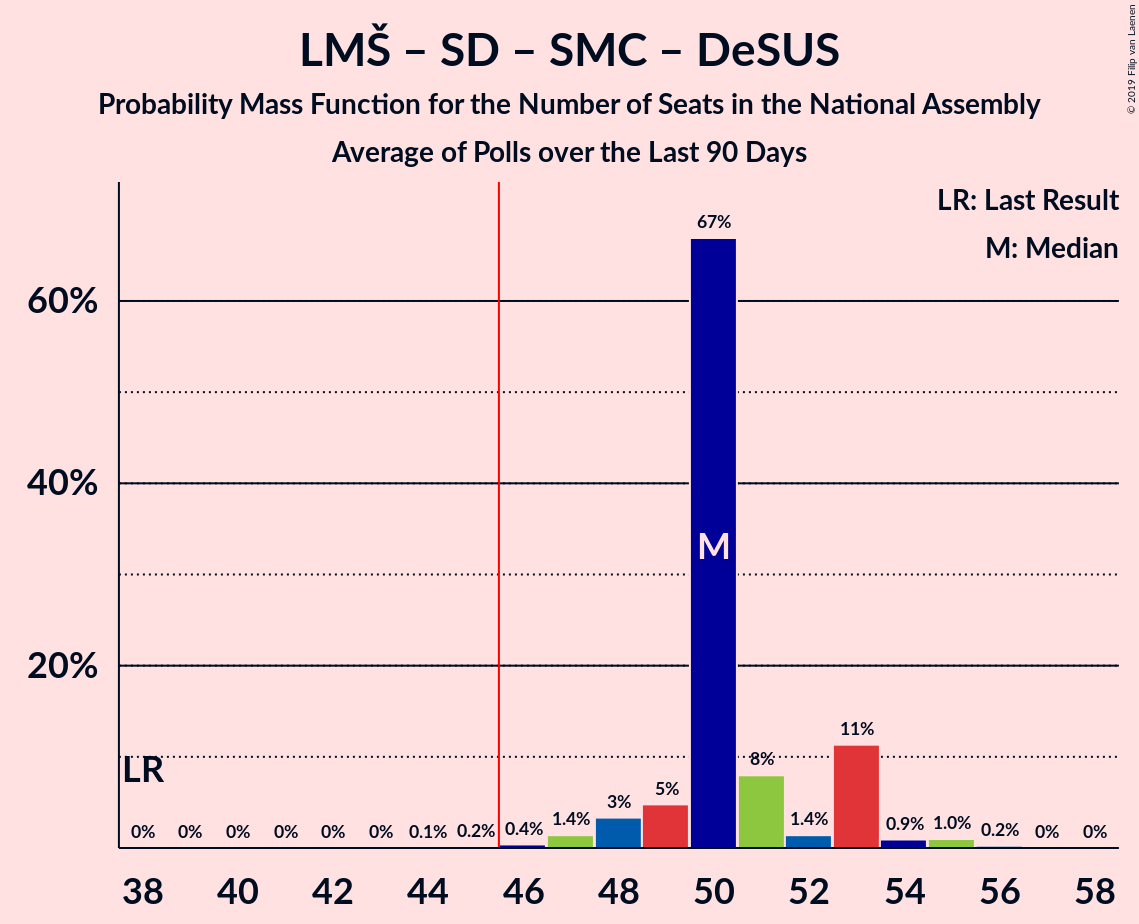 LMŠ – SD – SMC – DeSUS
Probability Mass Function for the Number of Seats in the National Assembly
Average of Polls over the Last 90 Days
© 2019 Filip van Laenen
LR: Last Result
M: Median
67%
60%
M
40%
20%
11%
8%
LR
5%
3%
0%
0%
0%
0%
0%
0%
0.1%
0.2%
0.4%
1.4%
1.4%
0.9%
1.0%
0.2%
0%
0%
38 40 42 44 46 48 50 52 54 56 58